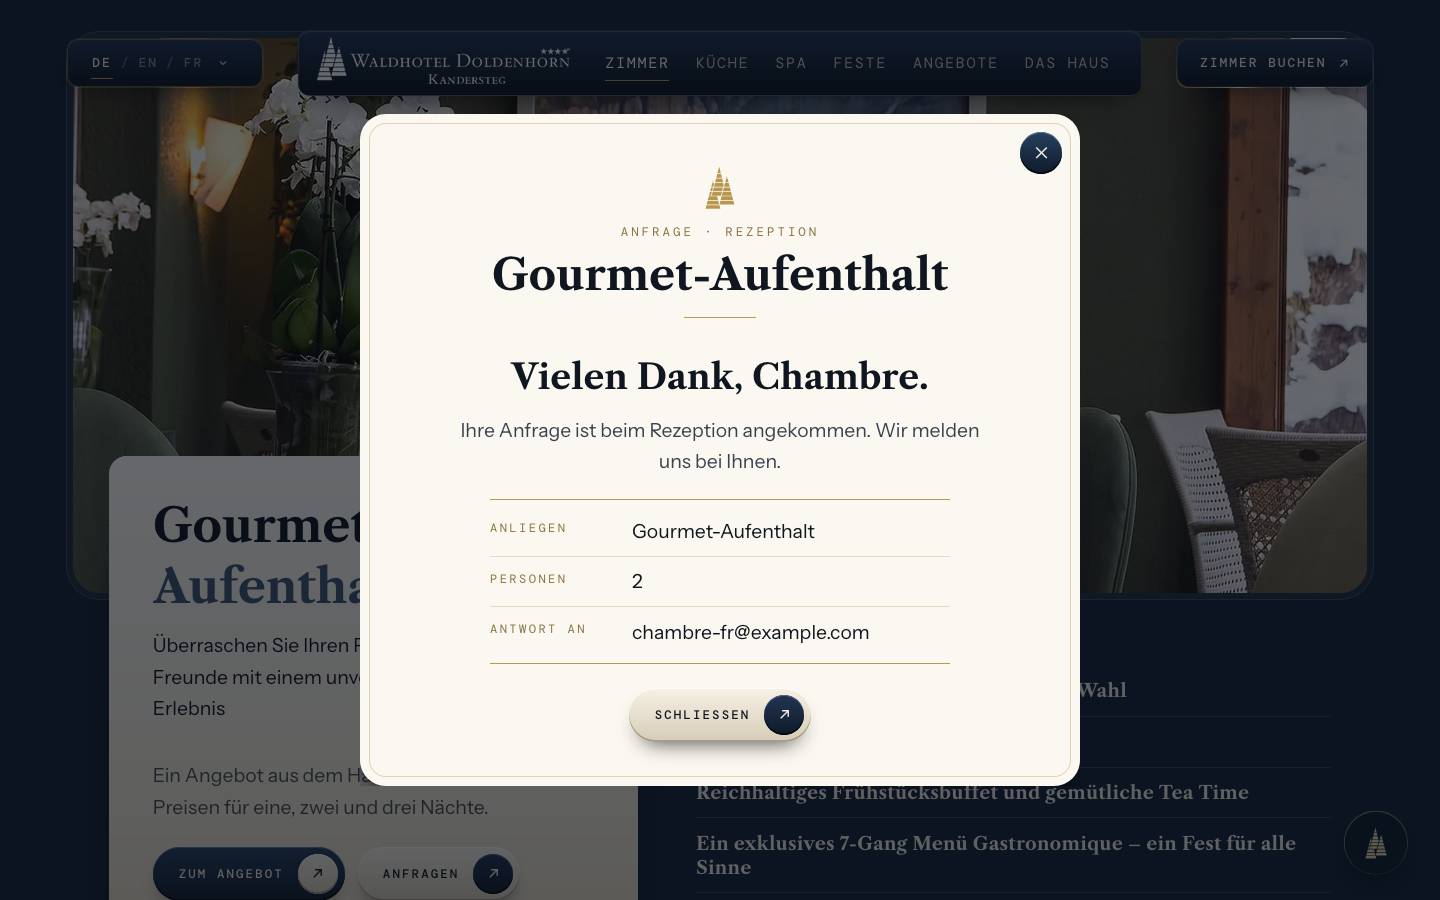 DE / EN / FR
WALDHOTEL DOLDENHORN
KANDERSTEG
ZIMMER
KÜCHE
SPA
FESTE
ANGEBOTE
DAS HAUS
ZIMMER BUCHEN
ANFRAGE · REZEPTION
Gourmet-Aufenthalt
Vielen Dank, Chambre.
Ihre Anfrage ist beim Rezeption angekommen. Wir melden
uns bei Ihnen.
ANLIEGEN Gourmet-Aufenthalt
PERSONEN 2
ANTWORT AN chambre-fr@example.com
SCHLIESSEN
Gourmet
Aufentha
Überraschen Sie Ihren
Freunde mit einem
Erlebnis
Ein Angebot aus dem
Preisen für eine, zwei und drei Nächte.
ZUM ANGEBOT
ANFRAGEN
Wahl
Reichhaltiges Frühstücksbuffet und gemütliche Tea Time
Ein exklusives 7-Gang Menü Gastronomique – ein Fest für alle
Sinne